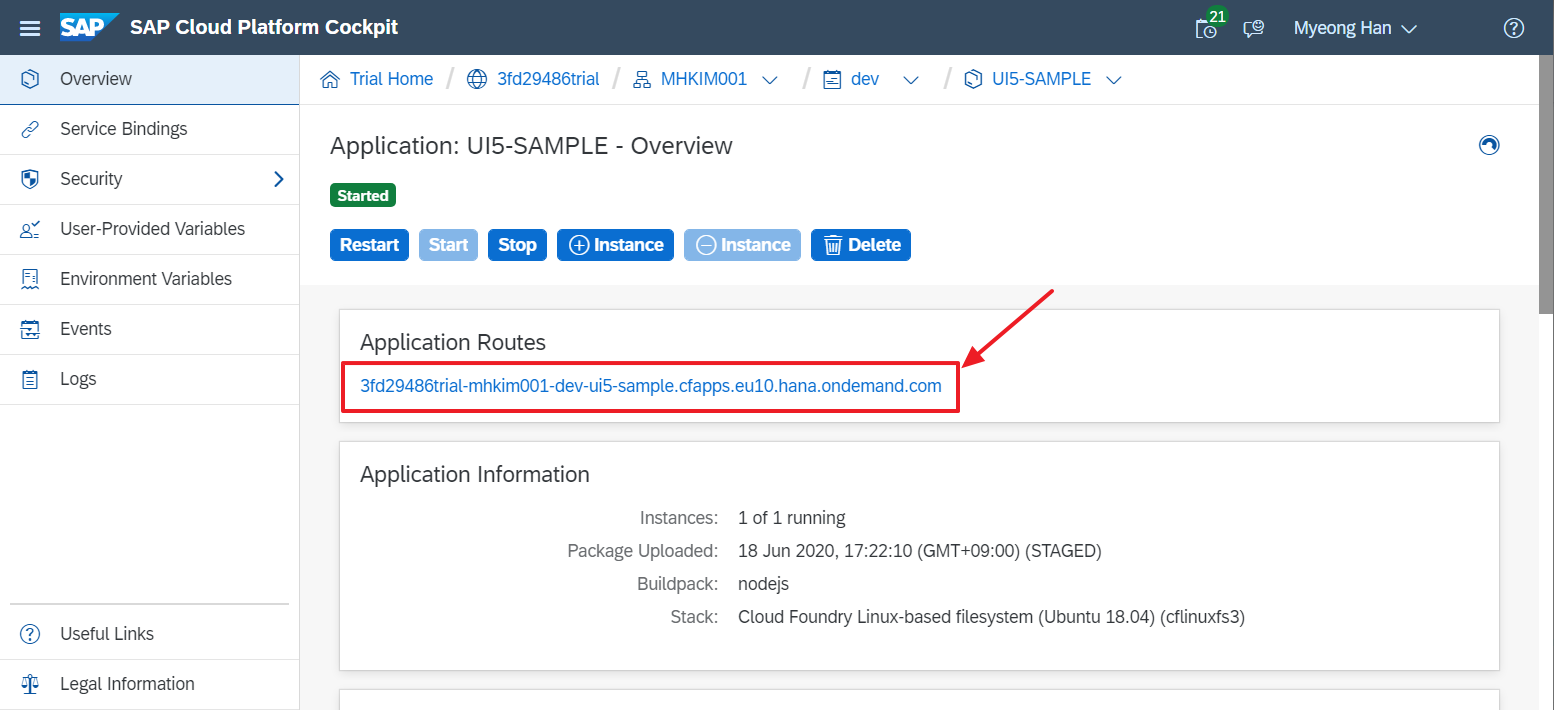 SAP SAP Cloud Platform Cockpit 21 Myeong Han
Overview
Service Bindings
Security
User-Provided Variables
Environment Variables
Events
Logs
Useful Links
Legal Information
Trial Home / 3fd29486trial / MHKIM001 / dev / UI5-SAMPLE
Application: UI5-SAMPLE - Overview
Started
Restart Start Stop Instance Instance Delete
Application Routes
3fd29486trial-mhkim001-dev-ui5-sample.cfapps.eu10.hana.ondemand.com
Application Information
Instances: 1 of 1 running
Package Uploaded: 18 Jun 2020, 17:22:10 (GMT+09:00) (STAGED)
Buildpack: nodejs
Stack: Cloud Foundry Linux-based filesystem (Ubuntu 18.04) (cflinuxfs3)